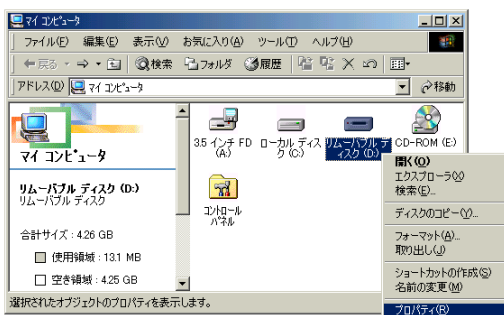 マイ コンピュータ
ファイル(F) 編集(E) 表示(V) お気に入り(A) ツール(T) ヘルプ(H)
戻る 検索 フォルダ 履歴
アドレス(D) マイ コンピュータ 移動
マイ コンピュータ
リムーバブル ディスク (D:)
リムーバブル ディスク
合計サイズ : 4.26 GB
使用領域 : 13.1 MB
空き領域 : 4.25 GB
3.5 インチ FD
(A:)
ローカル ディス
ク (C:)
リムーバブル デ
ィスク (D:)
CD-ROM (E:)
コントロール
パネル
開く(O)
エクスプローラ(X)
検索(E)...
ディスクのコピー(Y)...
フォーマット(A)...
取り出し(J)
ショートカットの作成(S)
名前の変更(M)
プロパティ(R)
選択されたオブジェクトのプロパティを表示します。